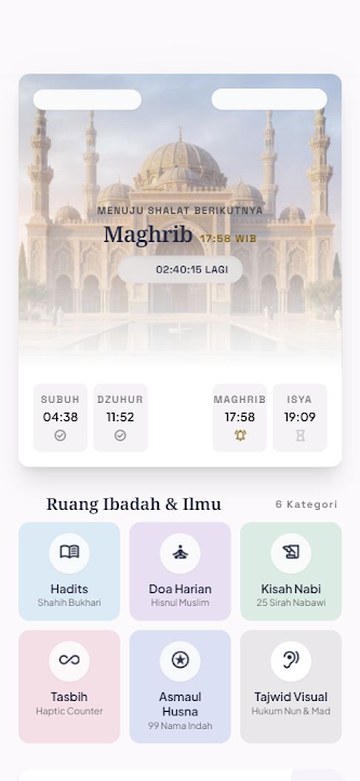 MENUJU SHALAT BERIKUTNYA
Maghrib 17:58 WIB
02:40:15 LAGI
SUBUH DZUHUR MAGHRIB ISYA
04:38 11:52 17:58 19:09
Ruang Ibadah & Ilmu 6 Kategori
Hadits Doa Harian Kisah Nabi
Shahih Bukhari Hisnul Muslim 25 Sirah Nabawi
Tasbih Asmaul Husna Tajwid Visual
Haptic Counter 99 Nama Indah Hukum Nun & Mad